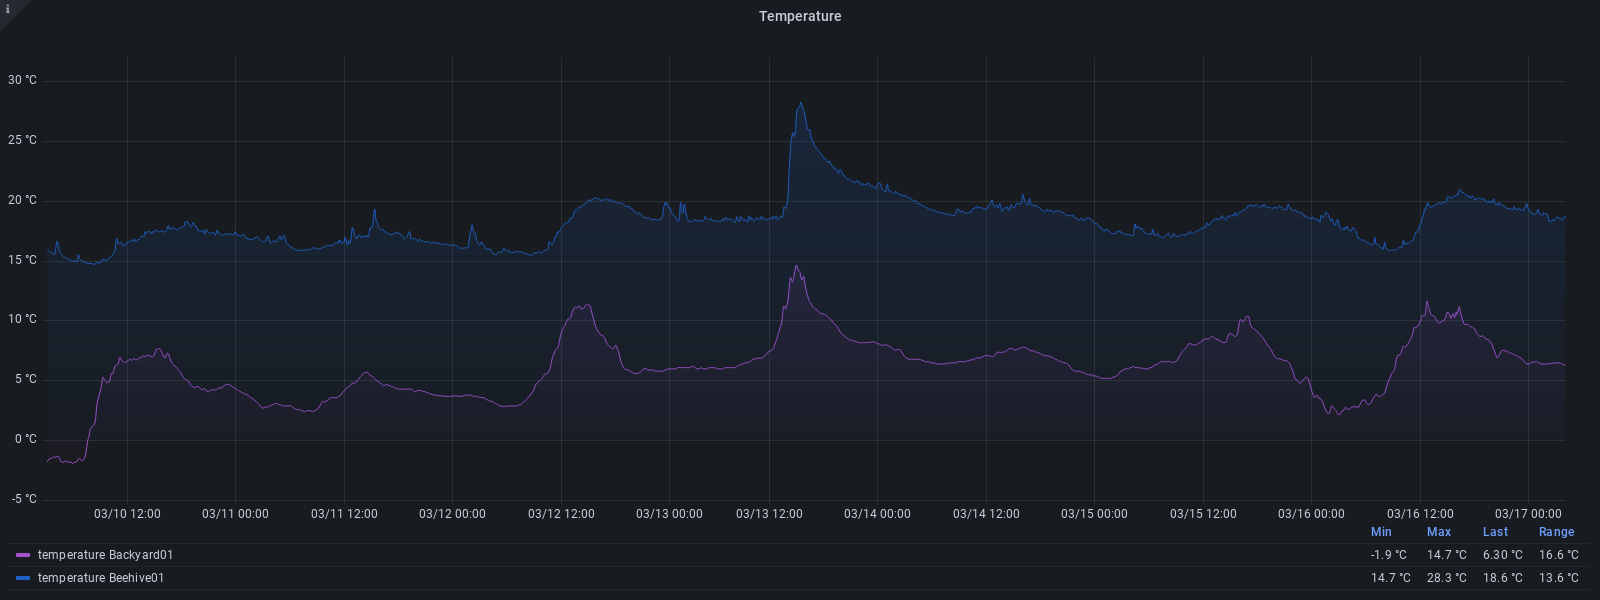 i
Temperature
30 °C
25 °C
20 °C
15 °C
10 °C
5 °C
0 °C
-5 °C
03/10 12:00 03/11 00:00 03/11 12:00 03/12 00:00 03/12 12:00 03/13 00:00 03/13 12:00 03/14 00:00 03/14 12:00 03/15 00:00 03/15 12:00 03/16 00:00 03/16 12:00 03/17 00:00
Min Max Last Range
temperature Backyard01 -1.9 °C 14.7 °C 6.30 °C 16.6 °C
temperature Beehive01 14.7 °C 28.3 °C 18.6 °C 13.6 °C